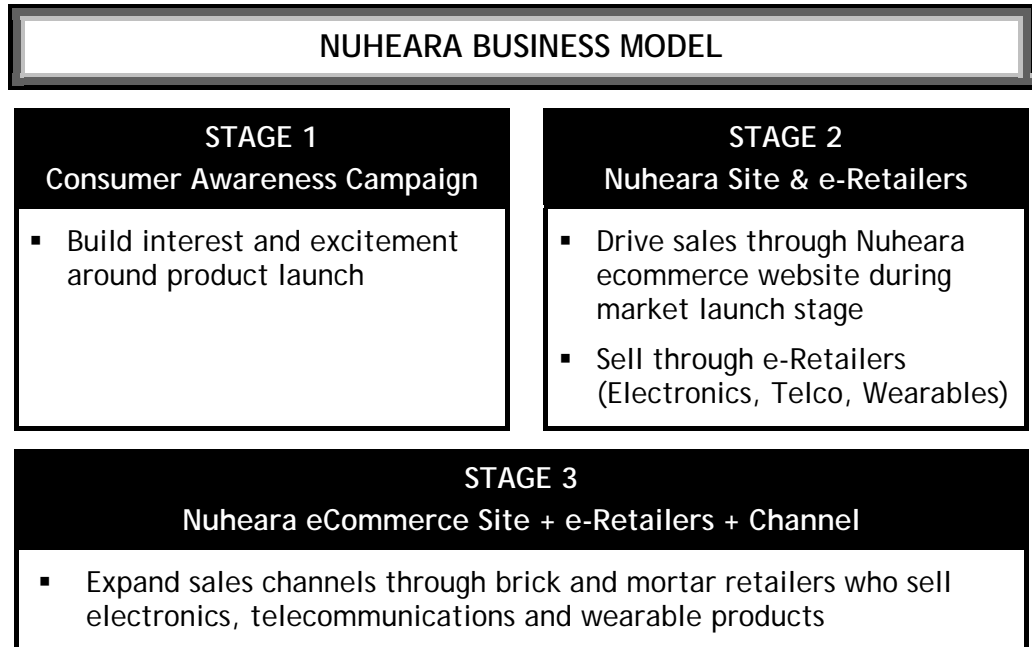 NUHEARA BUSINESS MODEL
STAGE 1
Consumer Awareness Campaign
▪ Build interest and excitement
around product launch
STAGE 2
Nuheara Site & e-Retailers
▪ Drive sales through Nuheara
ecommerce website during
market launch stage
▪ Sell through e-Retailers
(Electronics, Telco, Wearables)
STAGE 3
Nuheara eCommerce Site + e-Retailers + Channel
▪ Expand sales channels through brick and mortar retailers who sell
electronics, telecommunications and wearable products